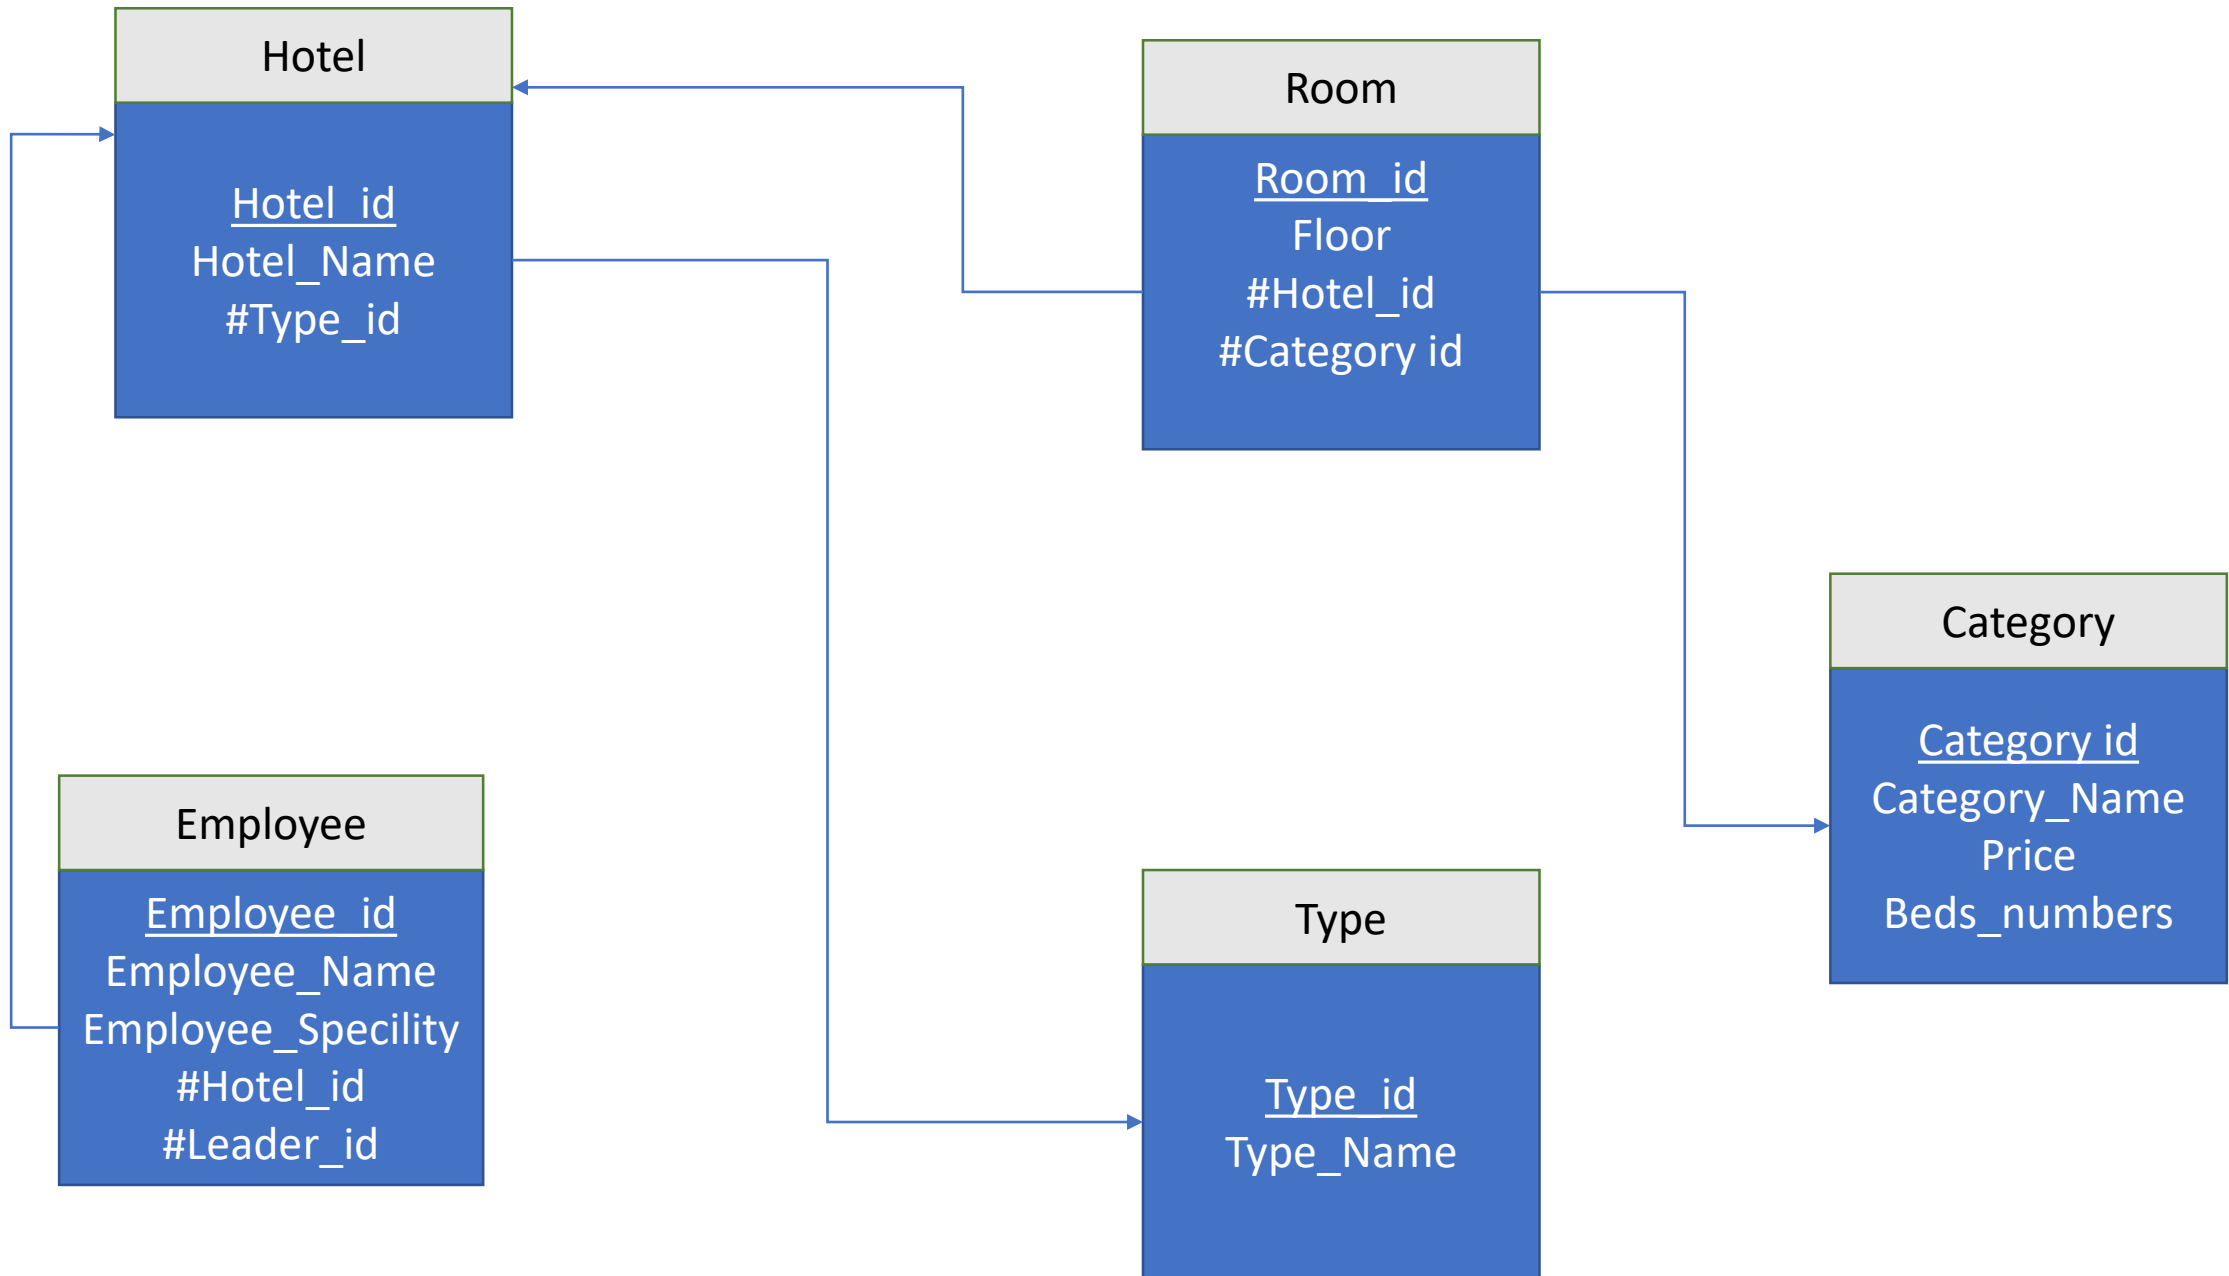 Hotel
Hotel_id
Hotel_Name
#Type_id
Room
Room_id
Floor
#Hotel_id
#Category id
Category
Category id
Category_Name
Price
Beds_numbers
Employee
Employee_id
Employee_Name
Employee_Specility
#Hotel_id
#Leader_id
Type
Type_id
Type_Name